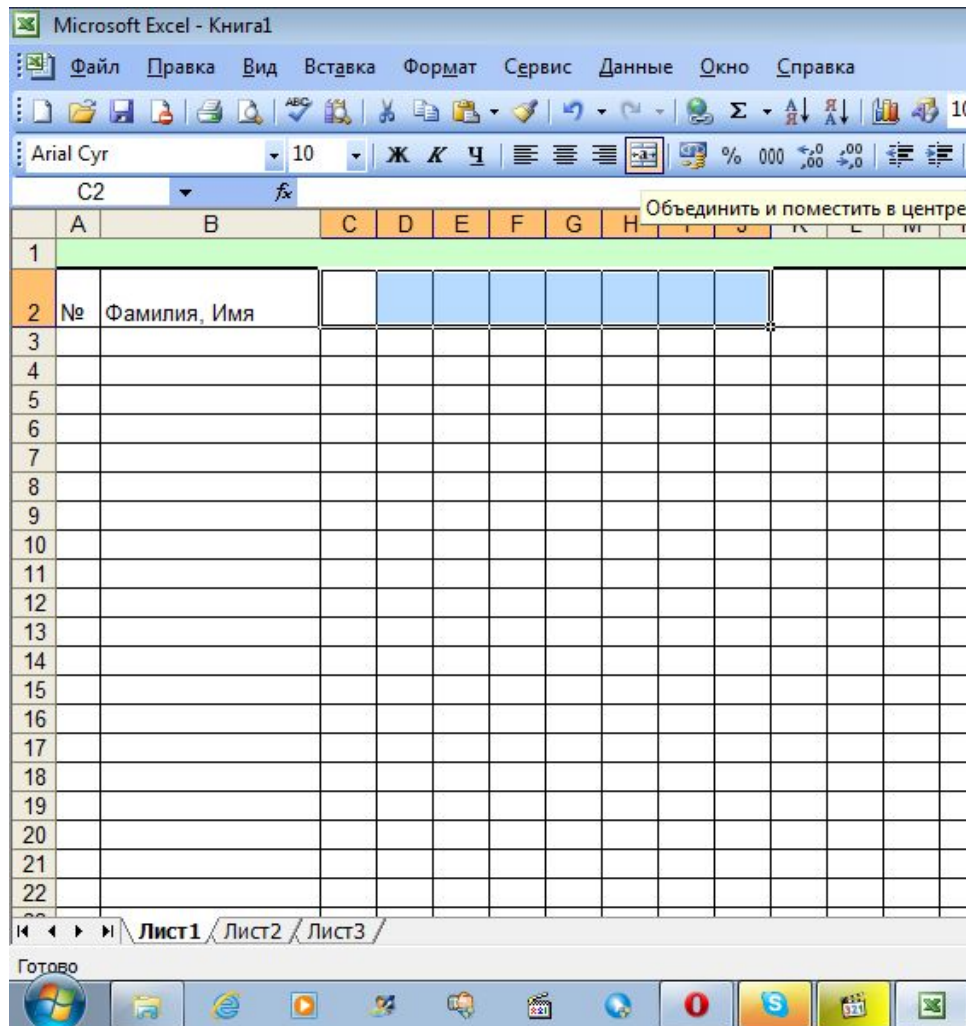 Microsoft Excel - Книга1
Файл Правка Вид Вставка Формат Сервис Данные Окно Справка
Arial Cyr 10 Ж К Ч % 000
C2 fx
Объединить и поместить в центре
A B C D E F G H I J K L M
1
2 № Фамилия, Имя
3
4
5
6
7
8
9
10
11
12
13
14
15
16
17
18
19
20
21
22
Лист1 Лист2 Лист3
Готово